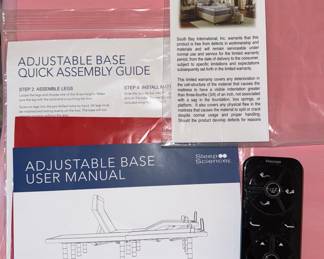 South Bay International, Inc. warrants that this
product is free from defects in workmanship and
materials and will remain serviceable under
normal use and service for the limited warranty
period, from the date of delivery to the consumer,
subject to specific limitations and expectations
subsequently set forth in the limited warranty.
This limited warranty covers any deterioration in
the structure of the material that causes the
mattress to have a visible indentation greater
than three-fourths (3/4) of an inch, not associated
with a sag in the foundation, box springs, or
platform. It also covers any physical flaw in the
mattress that causes the material to split or crack
despite normal usage and proper handling.
Should the product develop defects for reasons
ADJUSTABLE BASE
QUICK ASSEMBLY GUIDE
STEP 3. ASSEMBLE LEGS
STEP 4. INSTALL
ADJUSTABLE BASE
USER MANUAL
Sleep
Science